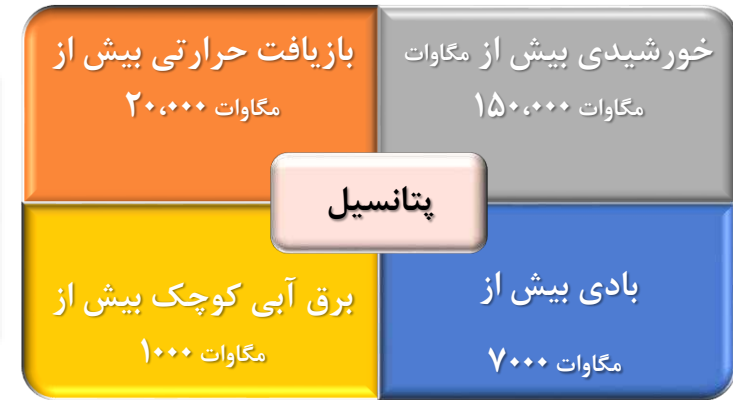 خورشیدی بیش از مگاوات
۱۵۰،۰۰۰ مگاوات
بازیافت حرارتی بیش از
۲۰،۰۰۰ مگاوات
پتانسیل
بادی بیش از
۷۰۰۰ مگاوات
برق آبی کوچک بیش از
۱۰۰۰ مگاوات